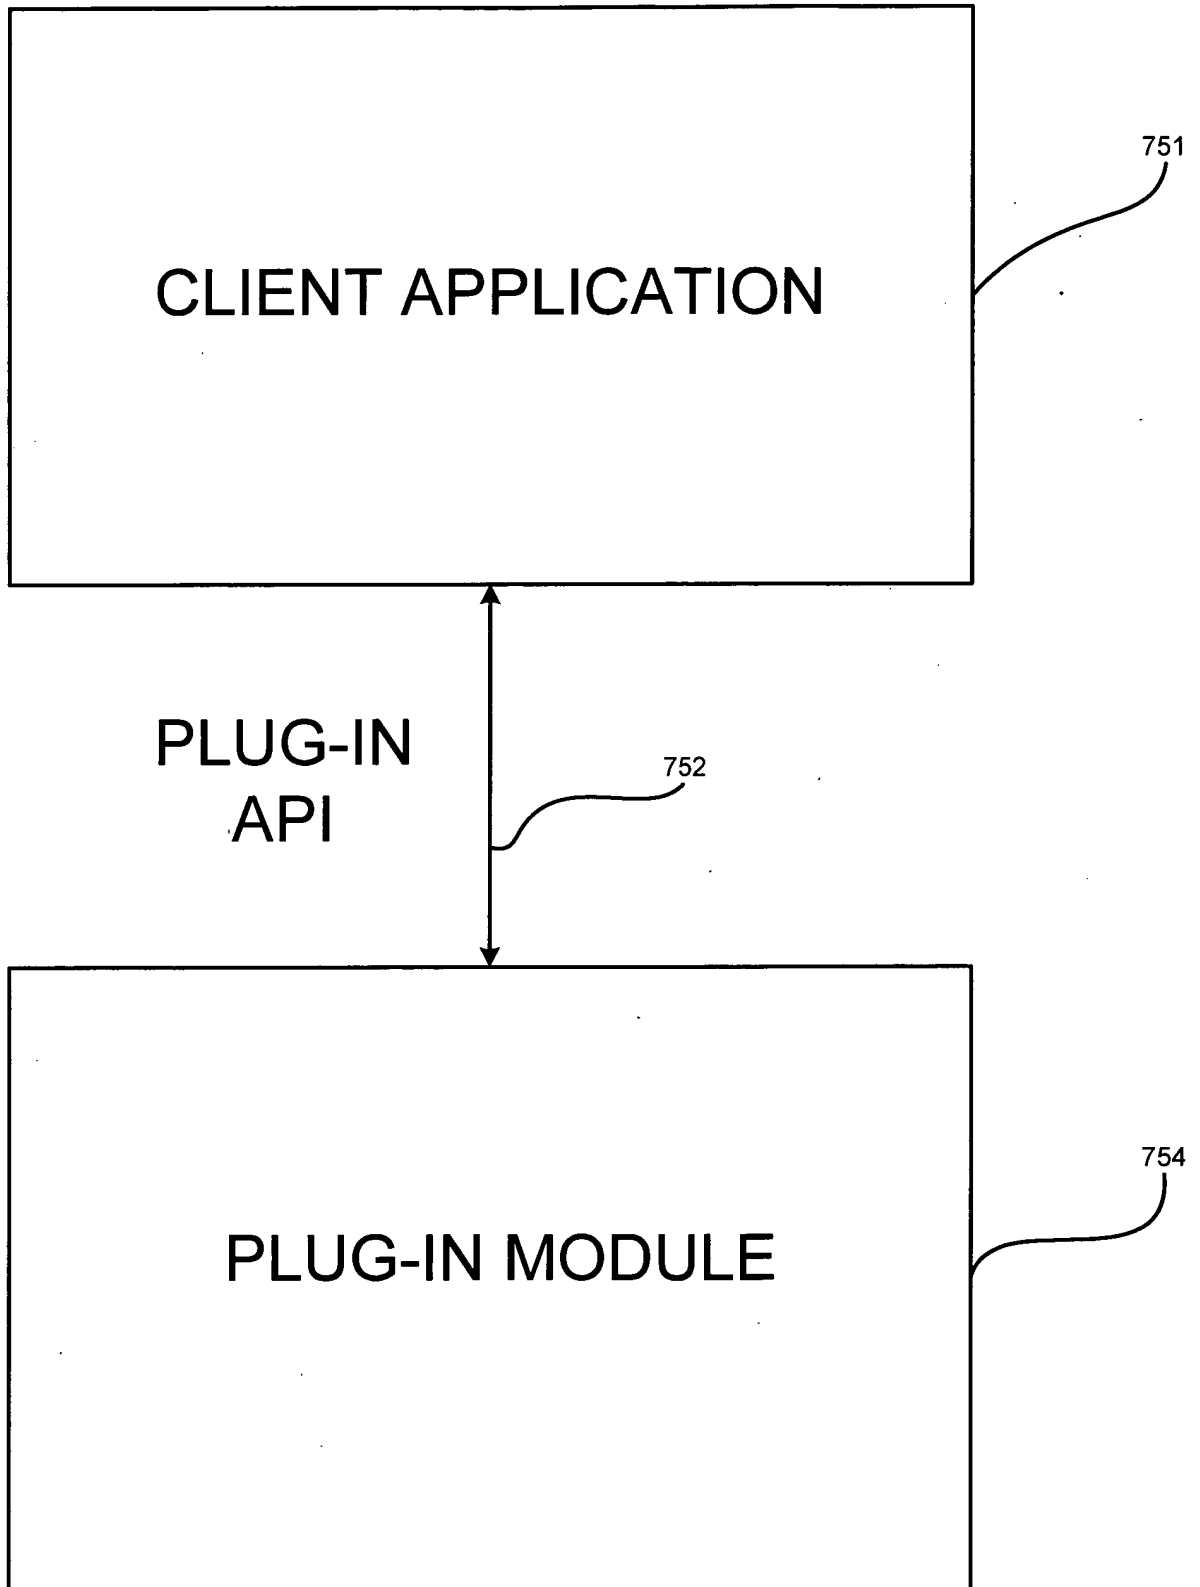 751
CLIENT APPLICATION
PLUG-IN
API
752
754
PLUG-IN MODULE